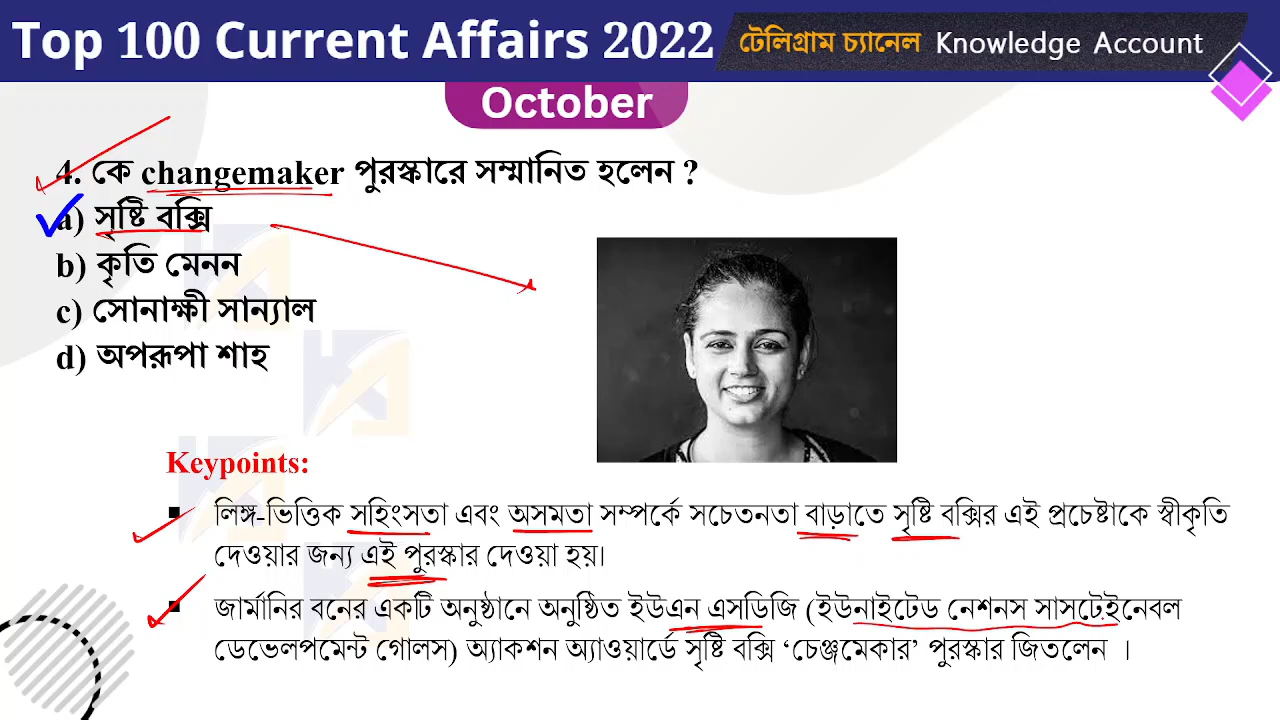 Top 100 Current Affairs 2022
টেলিগ্রাম চ্যানেল Knowledge Account
October
4. কে changemaker পুরস্কারে সম্মানিত হলেন ?
a) সৃষ্টি বক্সি
b) কৃতি মেনন
c) সোনাক্ষী সান্যাল
d) অপরূপা শাহ
Keypoints:
লিঙ্গ-ভিত্তিক সহিংসতা এবং অসমতা সম্পর্কে সচেতনতা বাড়াতে সৃষ্টি বক্সির এই প্রচেষ্টাকে স্বীকৃতি
দেওয়ার জন্য এই পুরস্কার দেওয়া হয়।
জার্মানির বনের একটি অনুষ্ঠানে অনুষ্ঠিত ইউএন এসডিজি (ইউনাইটেড নেশনস সাসটেইনেবল
ডেভেলপমেন্ট গোলস) অ্যাকশন অ্যাওয়ার্ডে সৃষ্টি বক্সি ‘চেঞ্জমেকার’ পুরস্কার জিতলেন ।